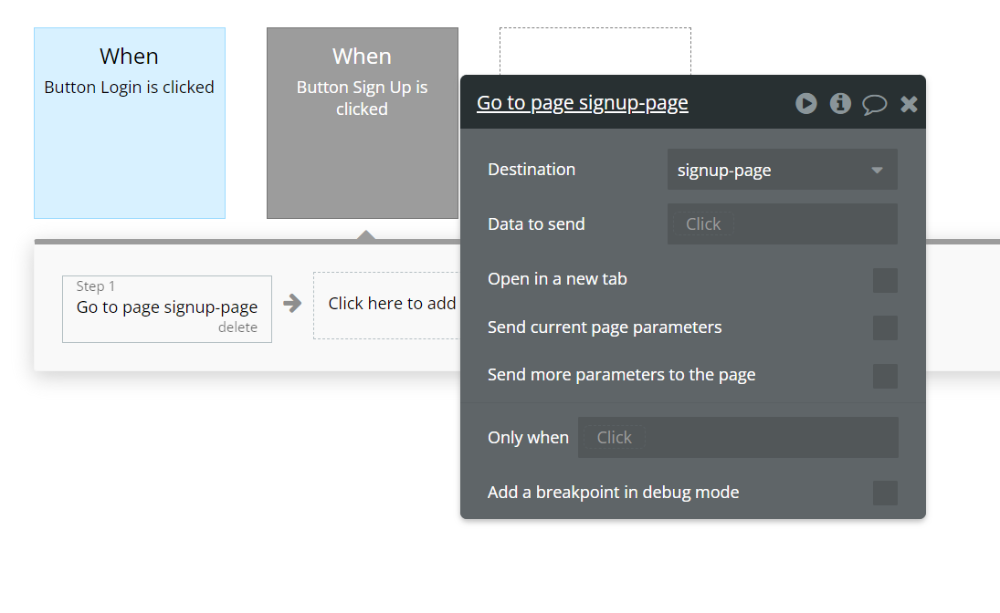 When
Button Login is clicked
When
Button Sign Up is
clicked
Go to page signup-page
Destination
signup-page
Data to send
Click
Open in a new tab
Send current page parameters
Send more parameters to the page
Only when
Click
Add a breakpoint in debug mode
Step 1
Go to page signup-page
delete
Click here to add